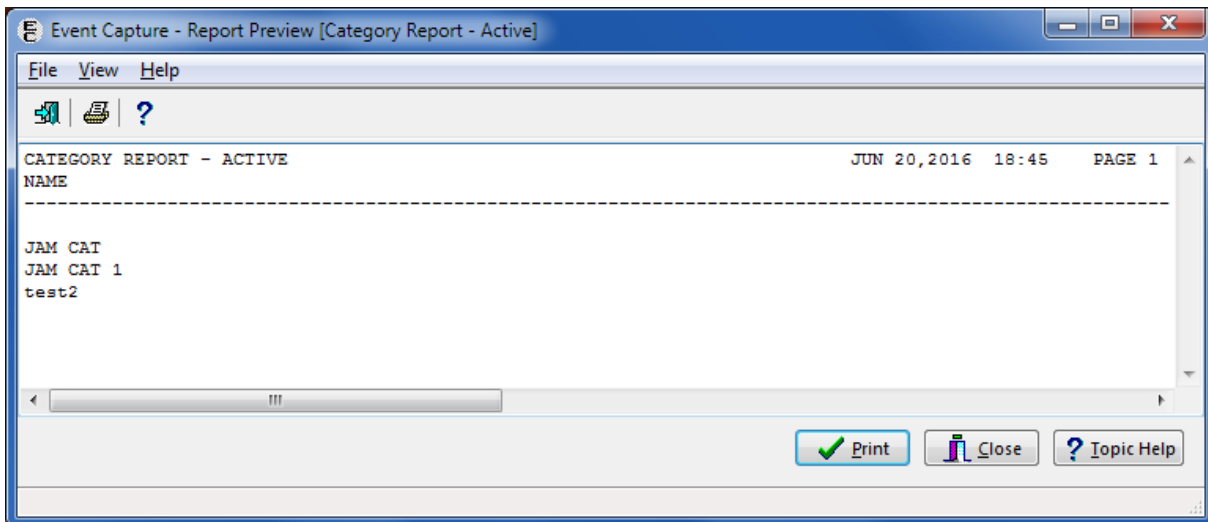 Event Capture - Report Preview [Category Report - Active]
File View Help
?
CATEGORY REPORT - ACTIVE JUN 20,2016 18:45 PAGE 1
NAME
--------------------------------------------------------------------------------------------------------
JAM CAT
JAM CAT 1
test2
Print Close ? Topic Help